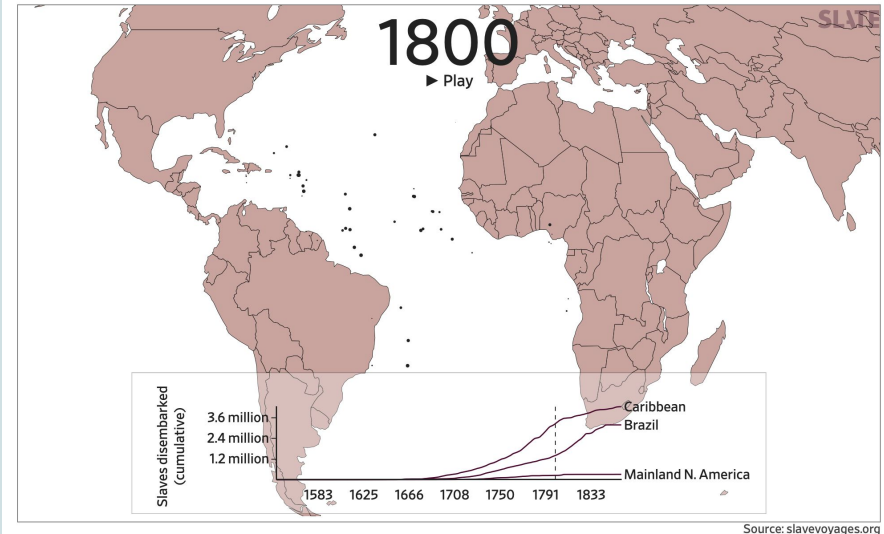 SLATE
1800
▶ Play
Slaves disembarked
(cumulative)
3.6 million
2.4 million
1.2 million
Caribbean
Brazil
Mainland N. America
1583 1625 1666 1708 1750 1791 1833
Source: slavevoyages.org